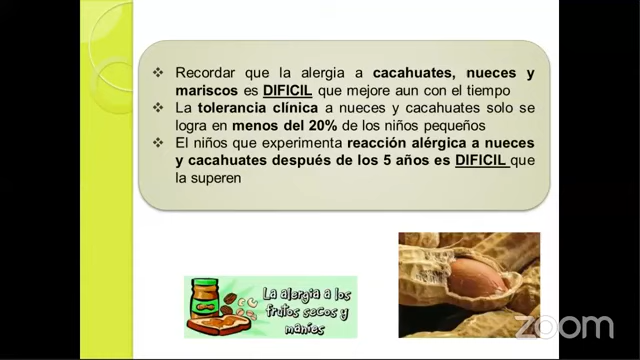 Recordar que la alergia a cacahuates, nueces y
mariscos es DIFICIL que mejore aun con el tiempo
La tolerancia clínica a nueces y cacahuates solo se
logra en menos del 20% de los niños pequeños
El niños que experimenta reacción alérgica a nueces
y cacahuates después de los 5 años es DIFICIL que
la superen
La alergia a los
frutos secos y
maníes
zoom